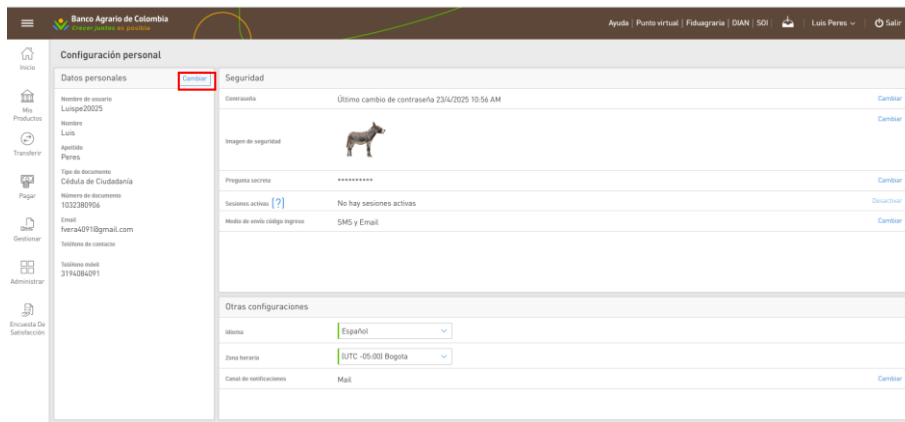 Banco Agrario de Colombia
Crecer juntos es posible
Ayuda | Punto virtual | Fiduagraria | DIAN | SOI | Luis Peres | Salir
Inicio
Mis
Productos
Transferir
Pagar
Gestionar
Administrar
Encuesta De
Satisfacción
Configuración personal
Datos personales Cambiar
Nombre de usuario
Luispe20025
Nombre
Luis
Apellido
Peres
Tipo de documento
Cédula de Ciudadanía
Número de documento
1032380906
Email
fvera4091@gmail.com
Teléfono de contacto
Teléfono móvil
3194084091
Seguridad
Contraseña Último cambio de contraseña 23/4/2025 10:56 AM Cambiar
Imagen de seguridad Cambiar
Pregunta secreta ********** Cambiar
Sesiones activas [?] No hay sesiones activas Desactivar
Medio de envío código ingreso SMS y Email Cambiar
Otras configuraciones
Idioma Español
Zona horaria (UTC -05:00) Bogota
Canal de notificaciones Mail Cambiar